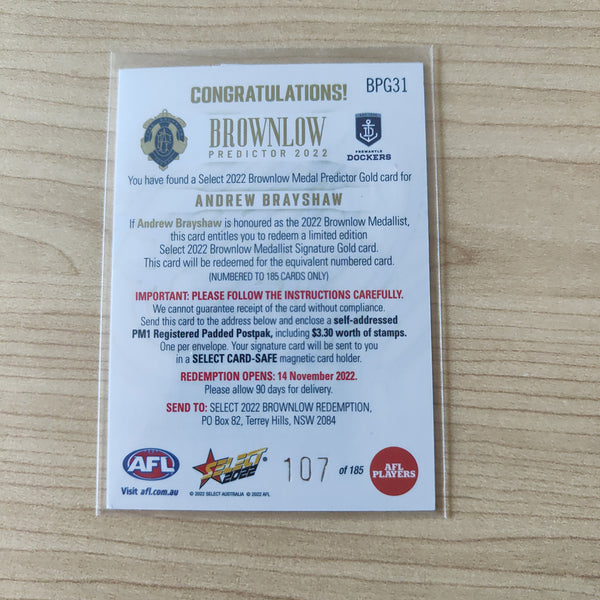 CONGRATULATIONS!
BPG31
BROWNLOW
PREDICTOR 2022
FREMANTLE
DOCKERS
You have found a Select 2022 Brownlow Medal Predictor Gold card for
ANDREW BRAYSHAW
If Andrew Brayshaw is honoured as the 2022 Brownlow Medallist,
this card entitles you to redeem a limited edition
Select 2022 Brownlow Medallist Signature Gold card.
This card will be redeemed for the equivalent numbered card.
(NUMBERED TO 185 CARDS ONLY)
IMPORTANT: PLEASE FOLLOW THE INSTRUCTIONS CAREFULLY.
We cannot guarantee receipt of the card without compliance.
Send this card to the address below and enclose a self-addressed
PM1 Registered Padded Postpak, including $3.30 worth of stamps.
One per envelope. Your signature card will be sent to you
in a SELECT CARD-SAFE magnetic card holder.
REDEMPTION OPENS: 14 November 2022.
Please allow 90 days for delivery.
SEND TO: SELECT 2022 BROWNLOW REDEMPTION,
PO Box 82, Terrey Hills, NSW 2084
AFL
SELECT
2022
107 of 185
AFL
PLAYERS
Visit afl.com.au
© 2022 SELECT AUSTRALIA © 2022 AFL